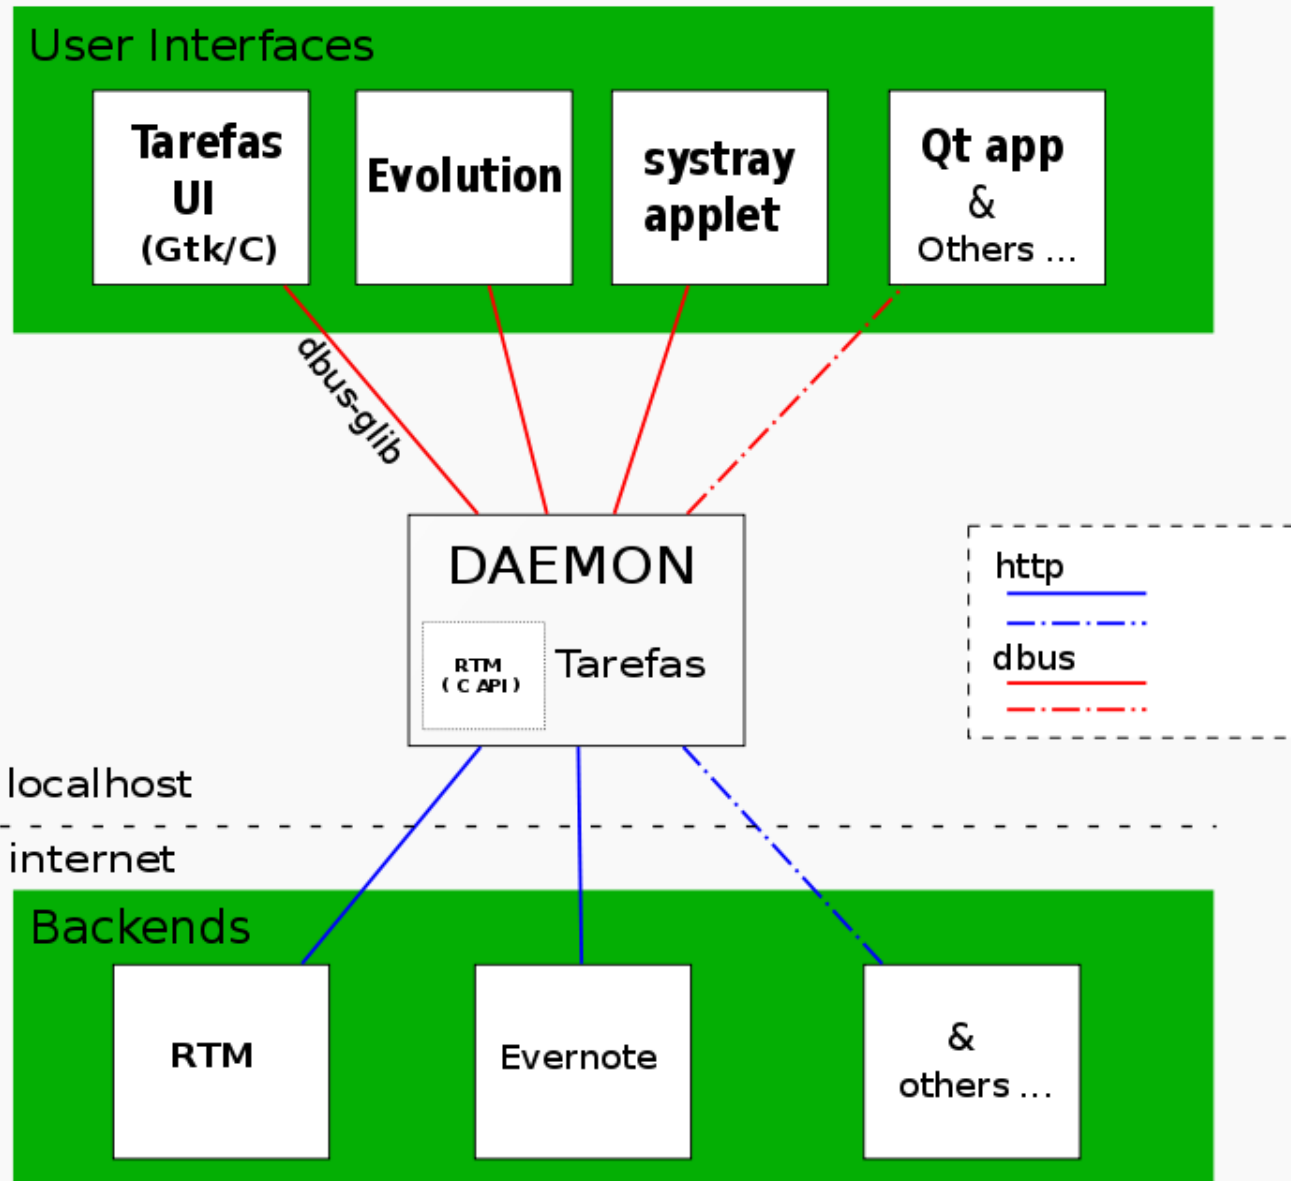 User Interfaces
Tarefas
UI
(Gtk/C)
Evolution
systray
applet
Qt app
&
Others ...
dbus-glib
DAEMON
RTM
( C API )
Tarefas
http
dbus
localhost
internet
Backends
RTM
Evernote
&
others ...